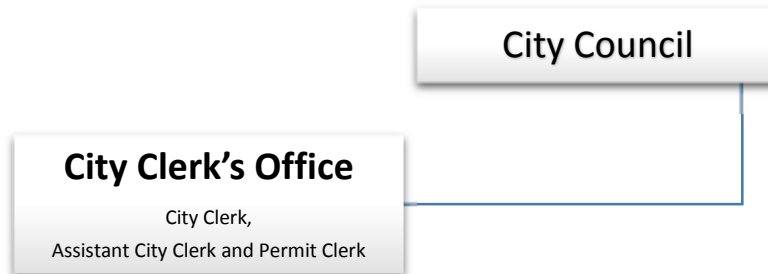 City Council
City Clerk’s Office
City Clerk,
Assistant City Clerk and Permit Clerk